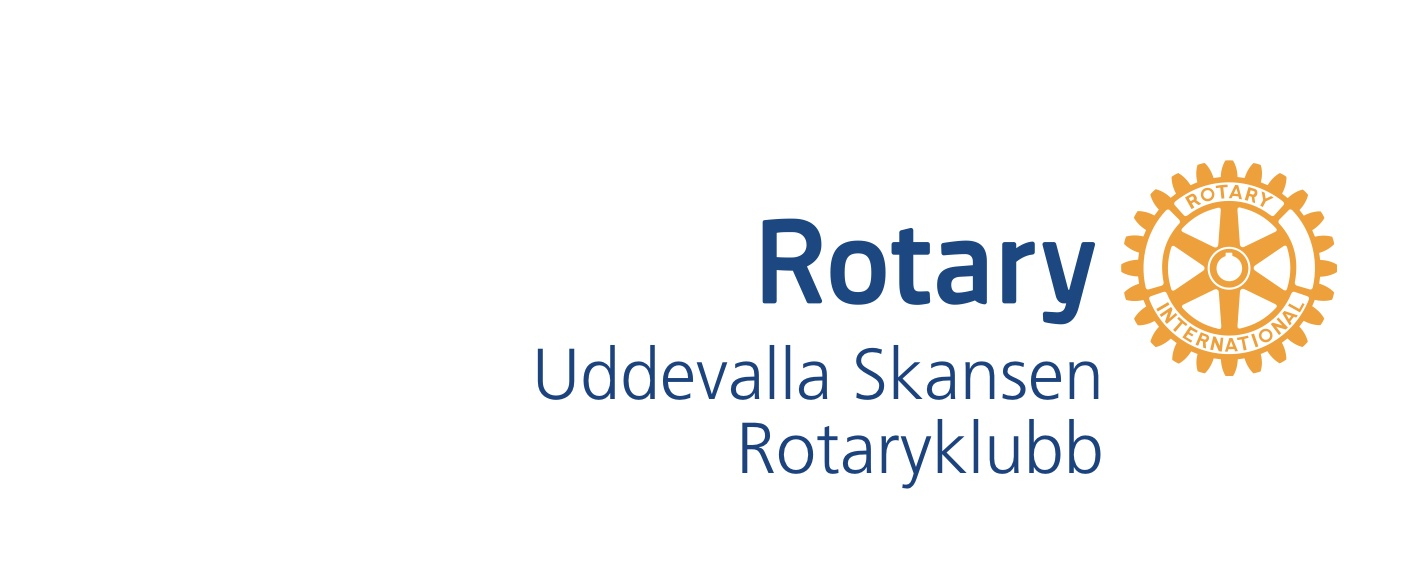 Rotary
Uddevalla Skansen
Rotaryklubb
ROTARY
INTERNATIONAL